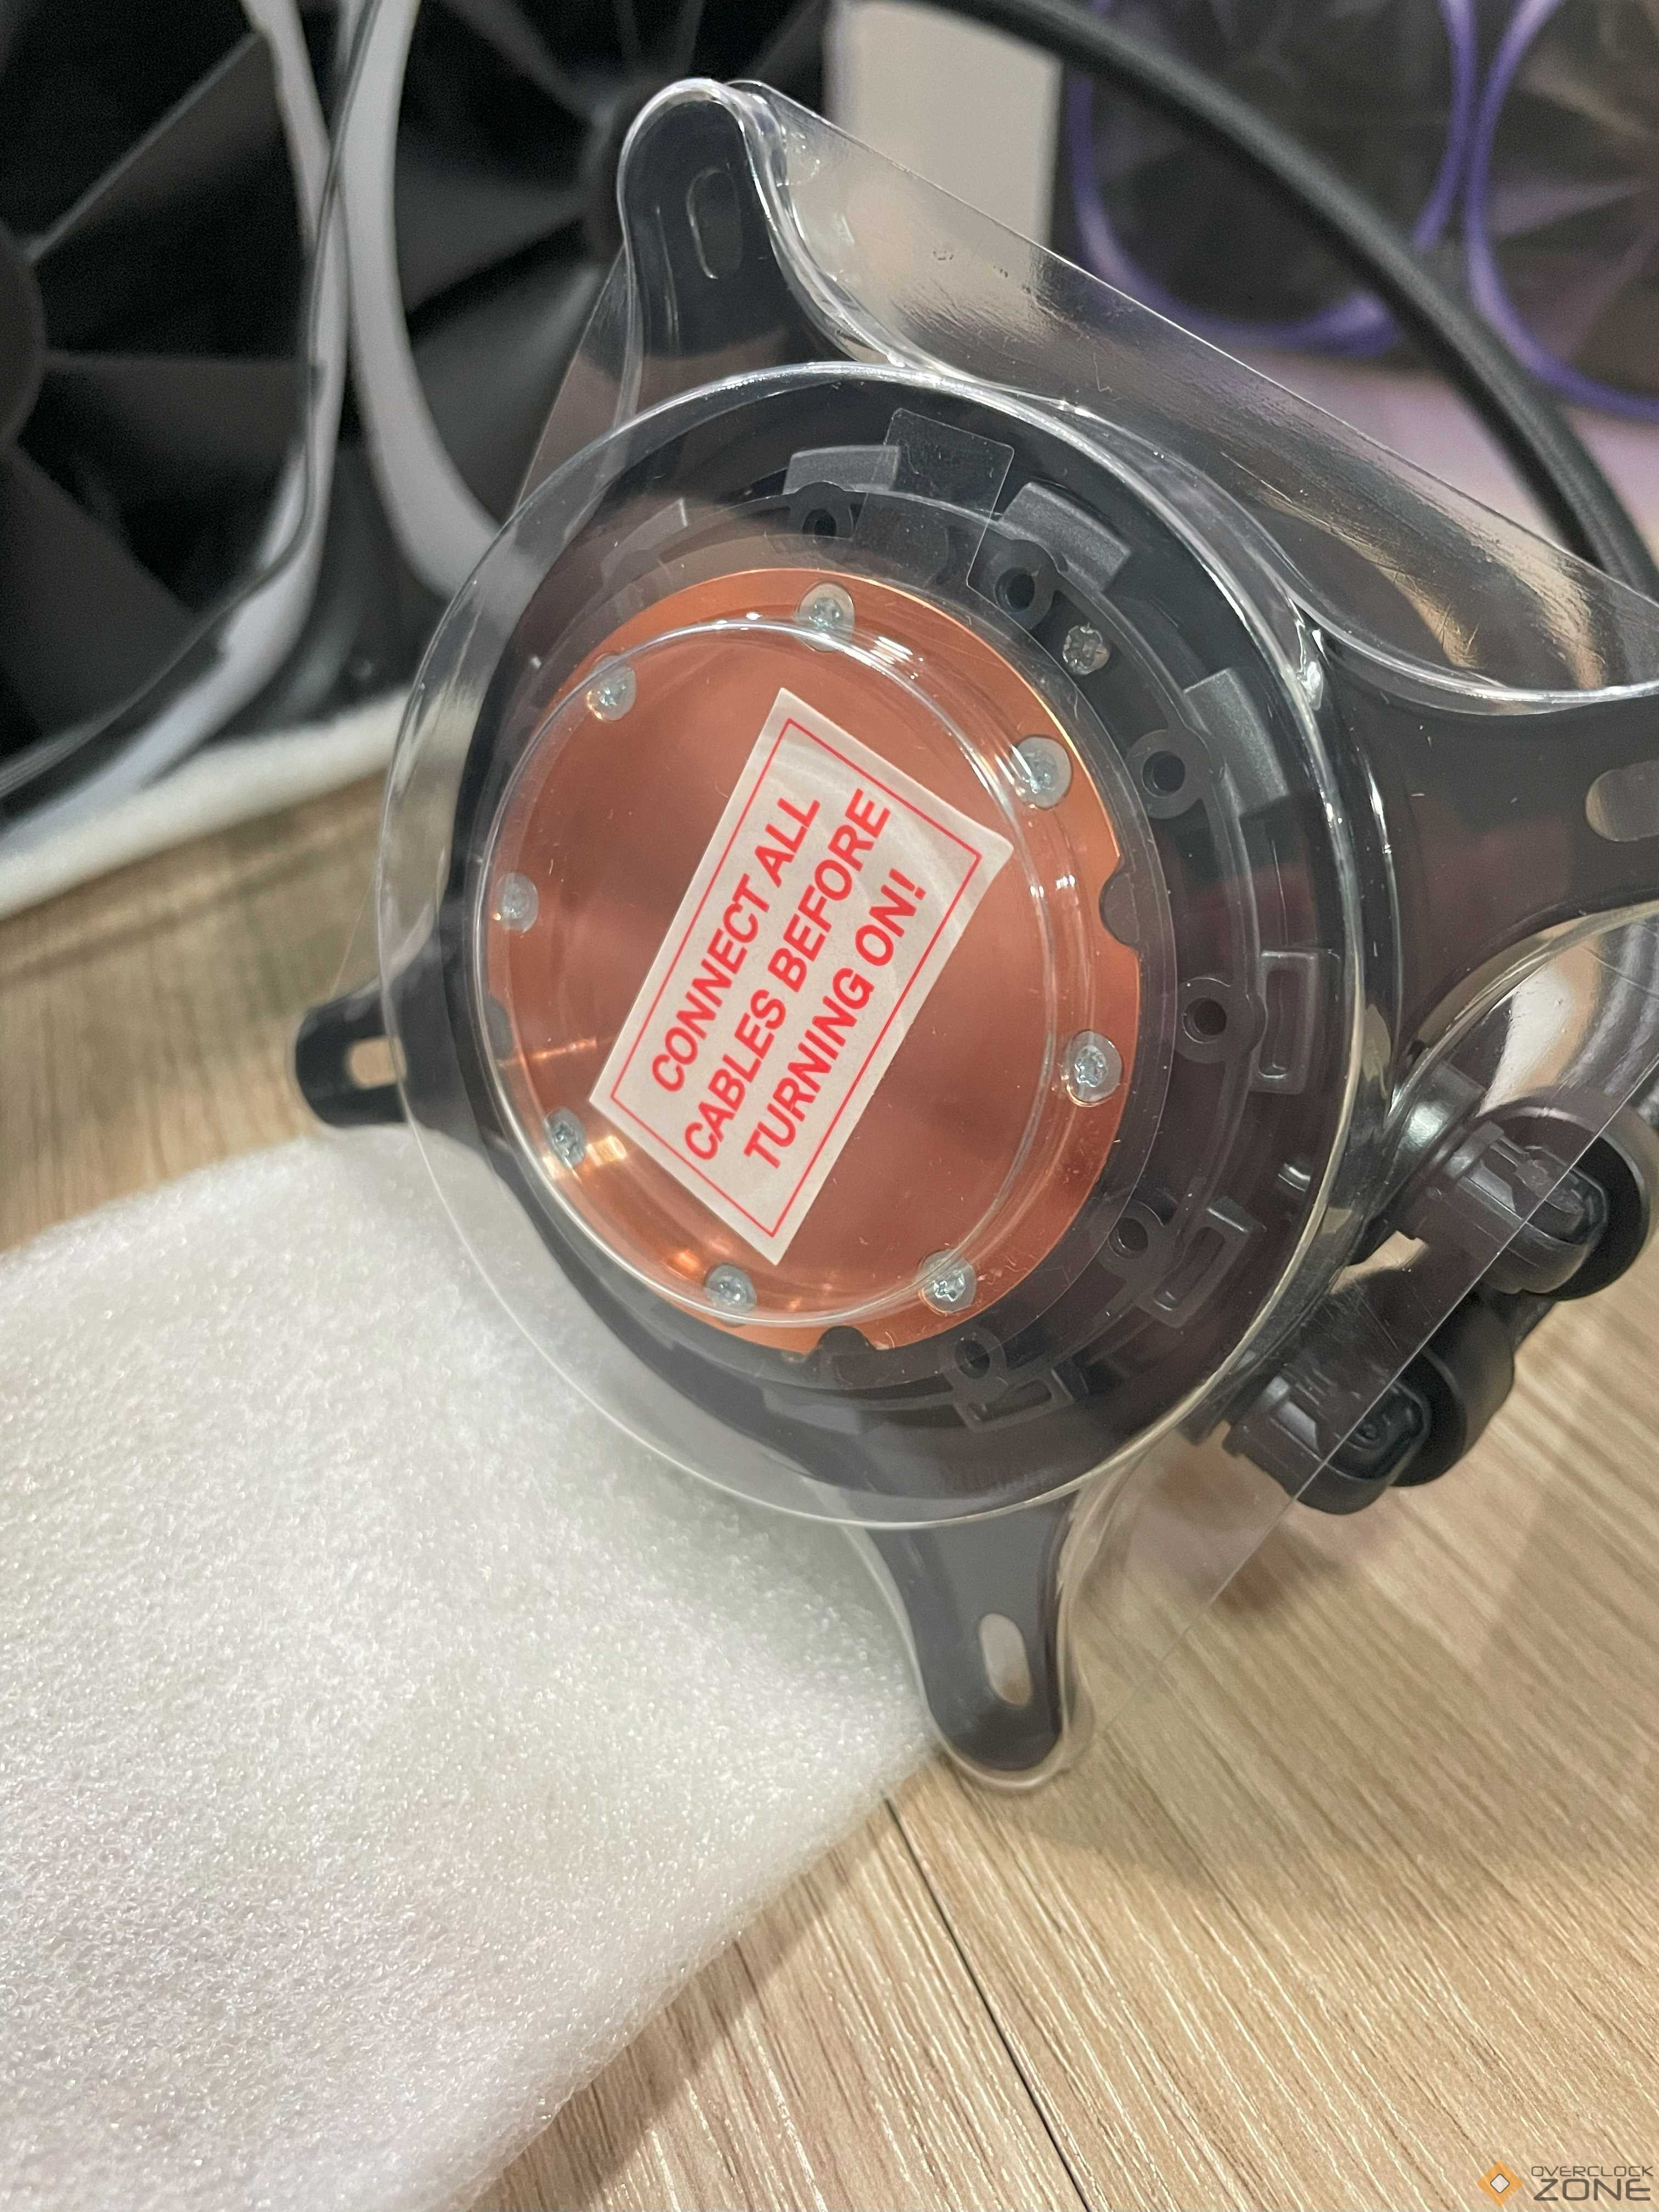 CONNECT ALL
CABLES BEFORE
TURNING ON!
OVERCLOCK
ZONE